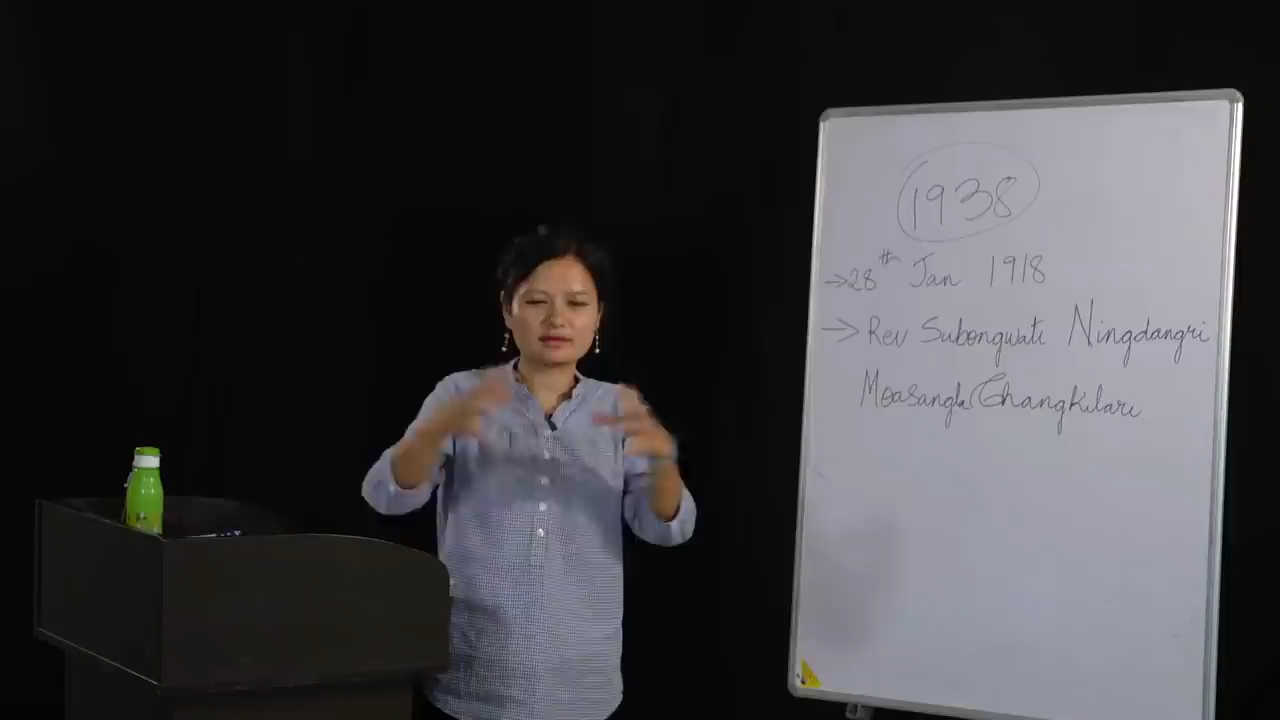 1938
→28th Jan 1918
→ Rev Subongwati Ningdangri
Moasangla Changkilari